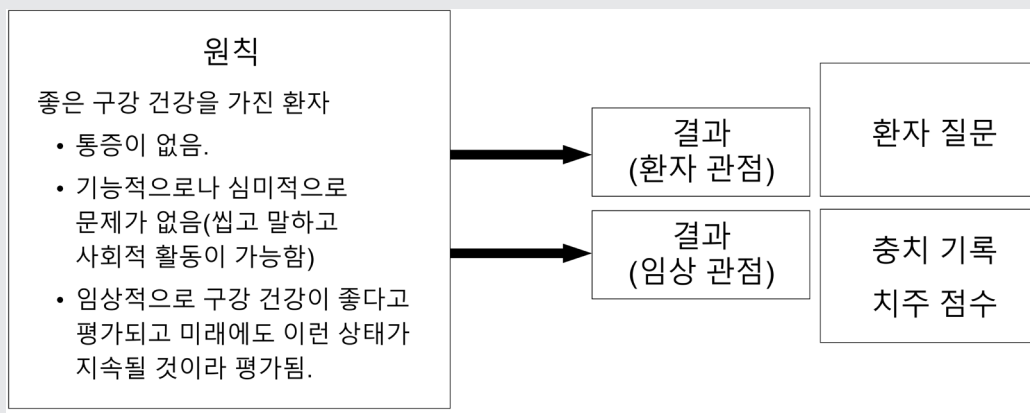 원칙
좋은 구강 건강을 가진 환자
• 통증이 없음.
• 기능적으로나 심미적으로
문제가 없음(씹고 말하고
사회적 활동이 가능함)
• 임상적으로 구강 건강이 좋다고
평가되고 미래에도 이런 상태가
지속될 것이라 평가됨.
결과
(환자 관점)
환자 질문
결과
(임상 관점)
충치 기록
치주 점수